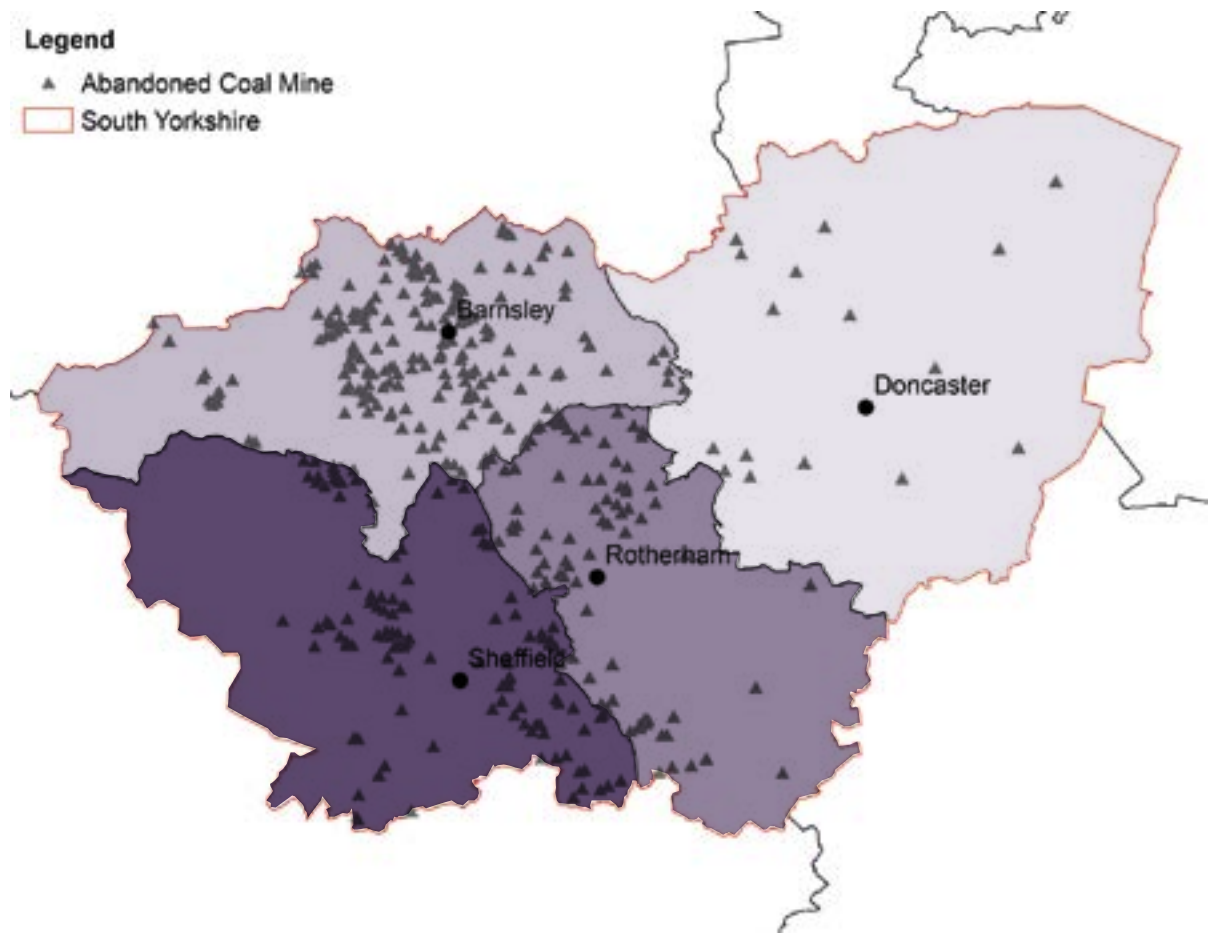 Legend
Abandoned Coal Mine
South Yorkshire
Barnsley
Doncaster
Rotherham
Sheffield